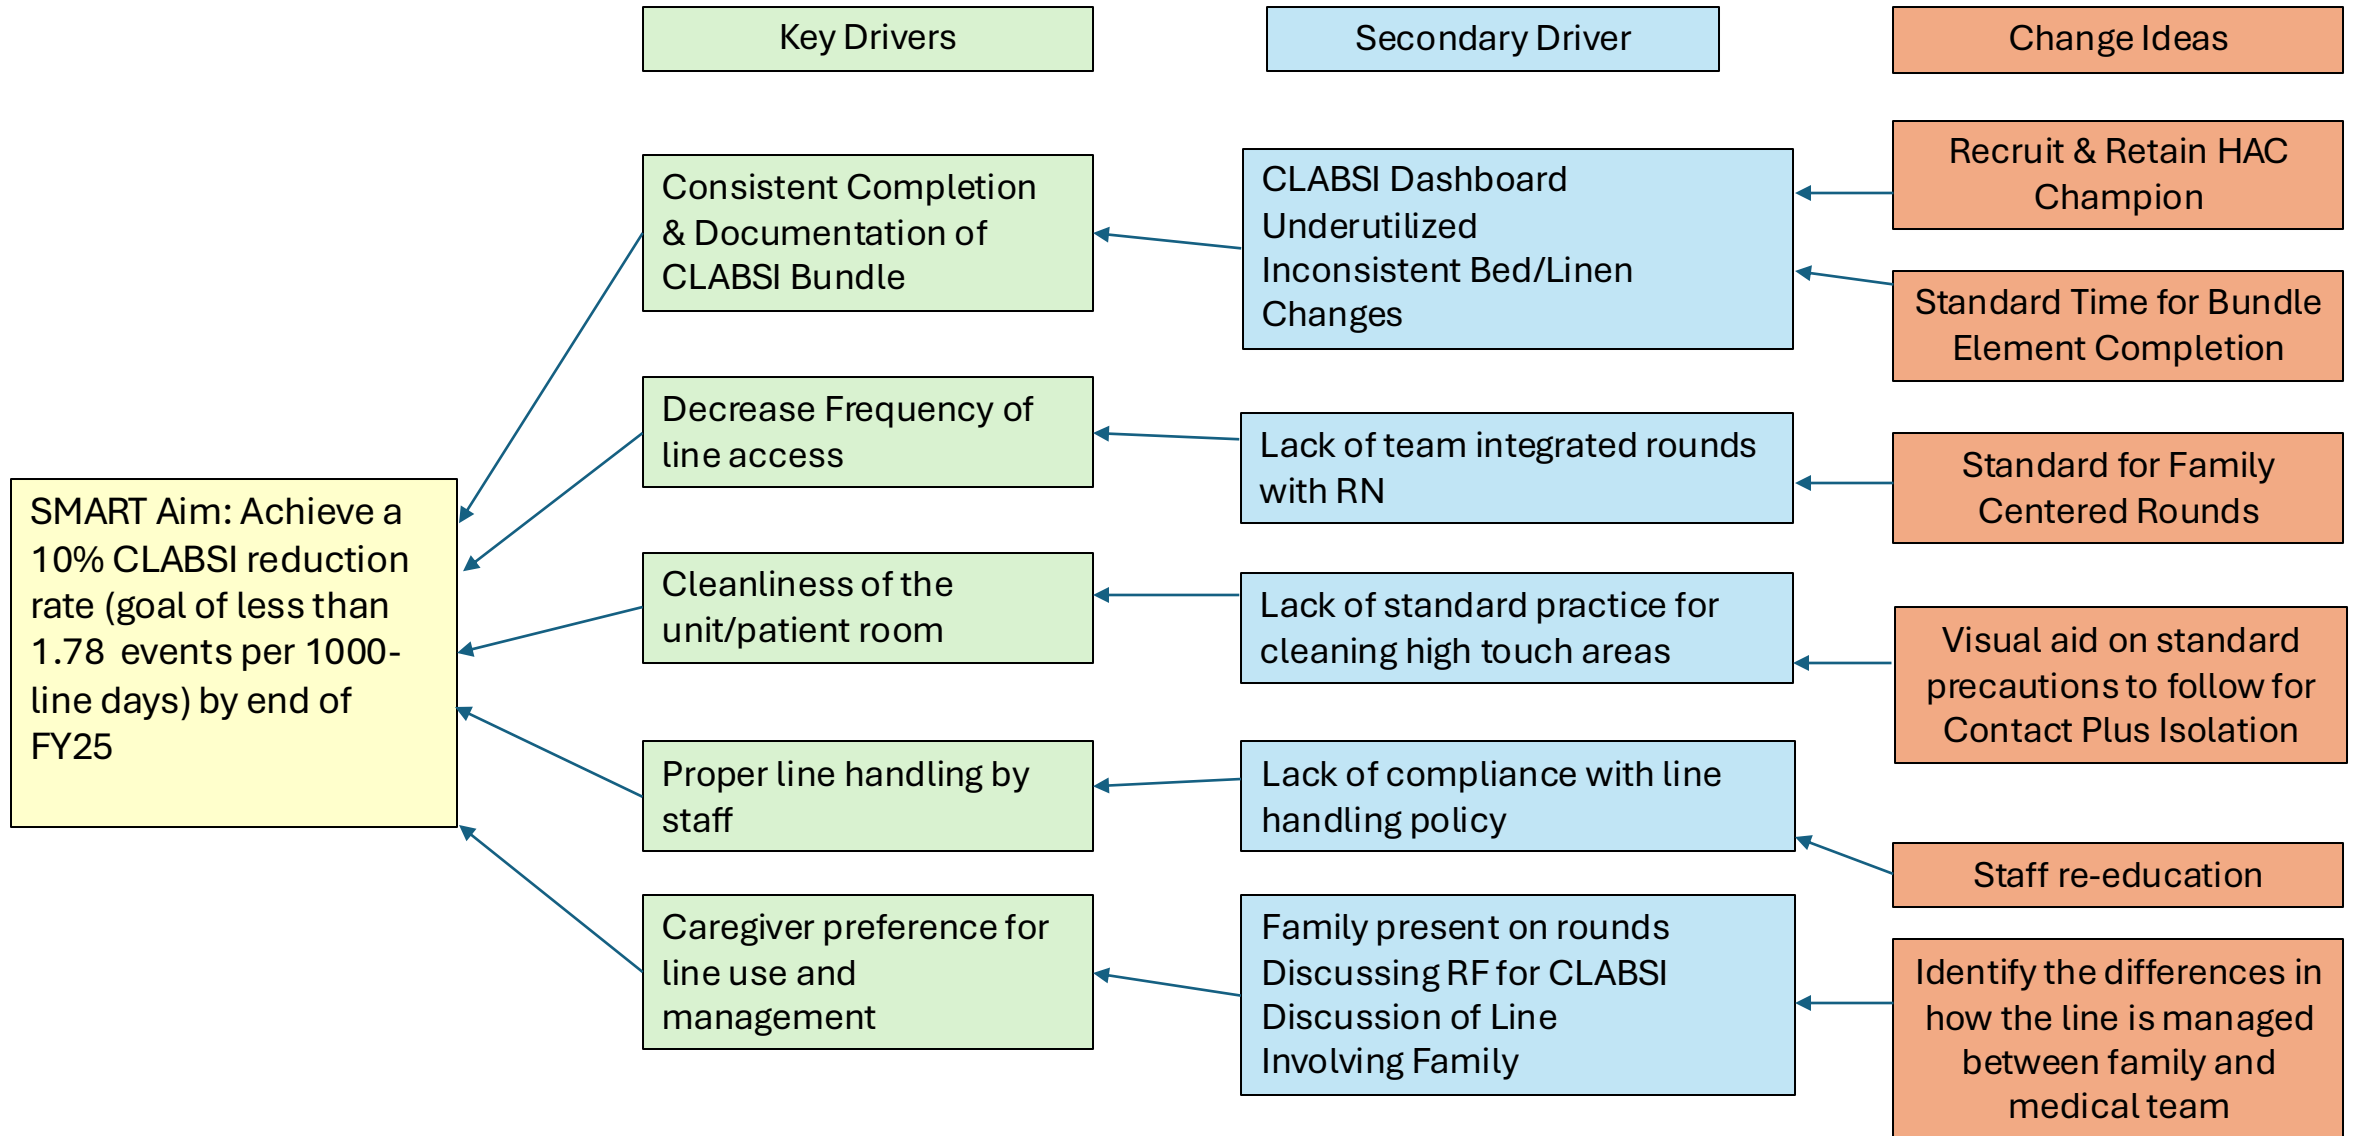 Key Drivers
Secondary Driver
Change Ideas
SMART Aim: Achieve a
10% CLABSI reduction
rate (goal of less than
1.78 events per 1000-
line days) by end of
FY25
Consistent Completion
& Documentation of
CLABSI Bundle
Decrease Frequency of
line access
Cleanliness of the
unit/patient room
Proper line handling by
staff
Caregiver preference for
line use and
management
CLABSI Dashboard
Underutilized
Inconsistent Bed/Linen
Changes
Lack of team integrated rounds
with RN
Lack of standard practice for
cleaning high touch areas
Lack of compliance with line
handling policy
Family present on rounds
Discussing RF for CLABSI
Discussion of Line
Involving Family
Recruit & Retain HAC
Champion
Standard Time for Bundle
Element Completion
Standard for Family
Centered Rounds
Visual aid on standard
precautions to follow for
Contact Plus Isolation
Staff re-education
Identify the differences in
how the line is managed
between family and
medical team